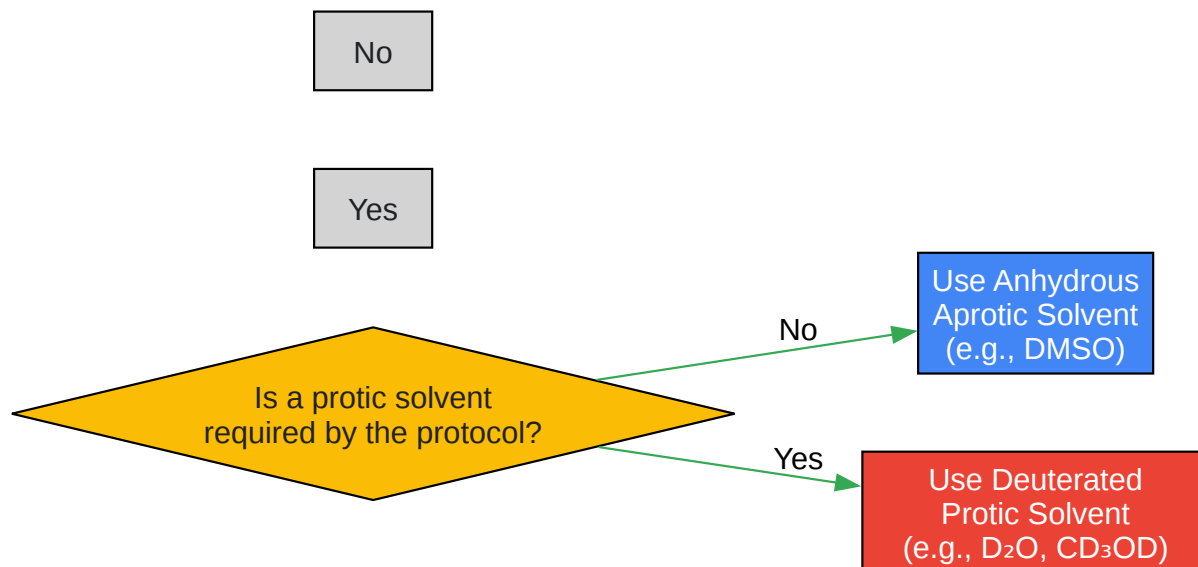 No
Yes
Use Anhydrous
Aprotic Solvent
(e.g., DMSO)
No
Is a protic solvent
required by the protocol?
Yes
Use Deuterated
Protic Solvent
(e.g., D₂O, CD₃OD)